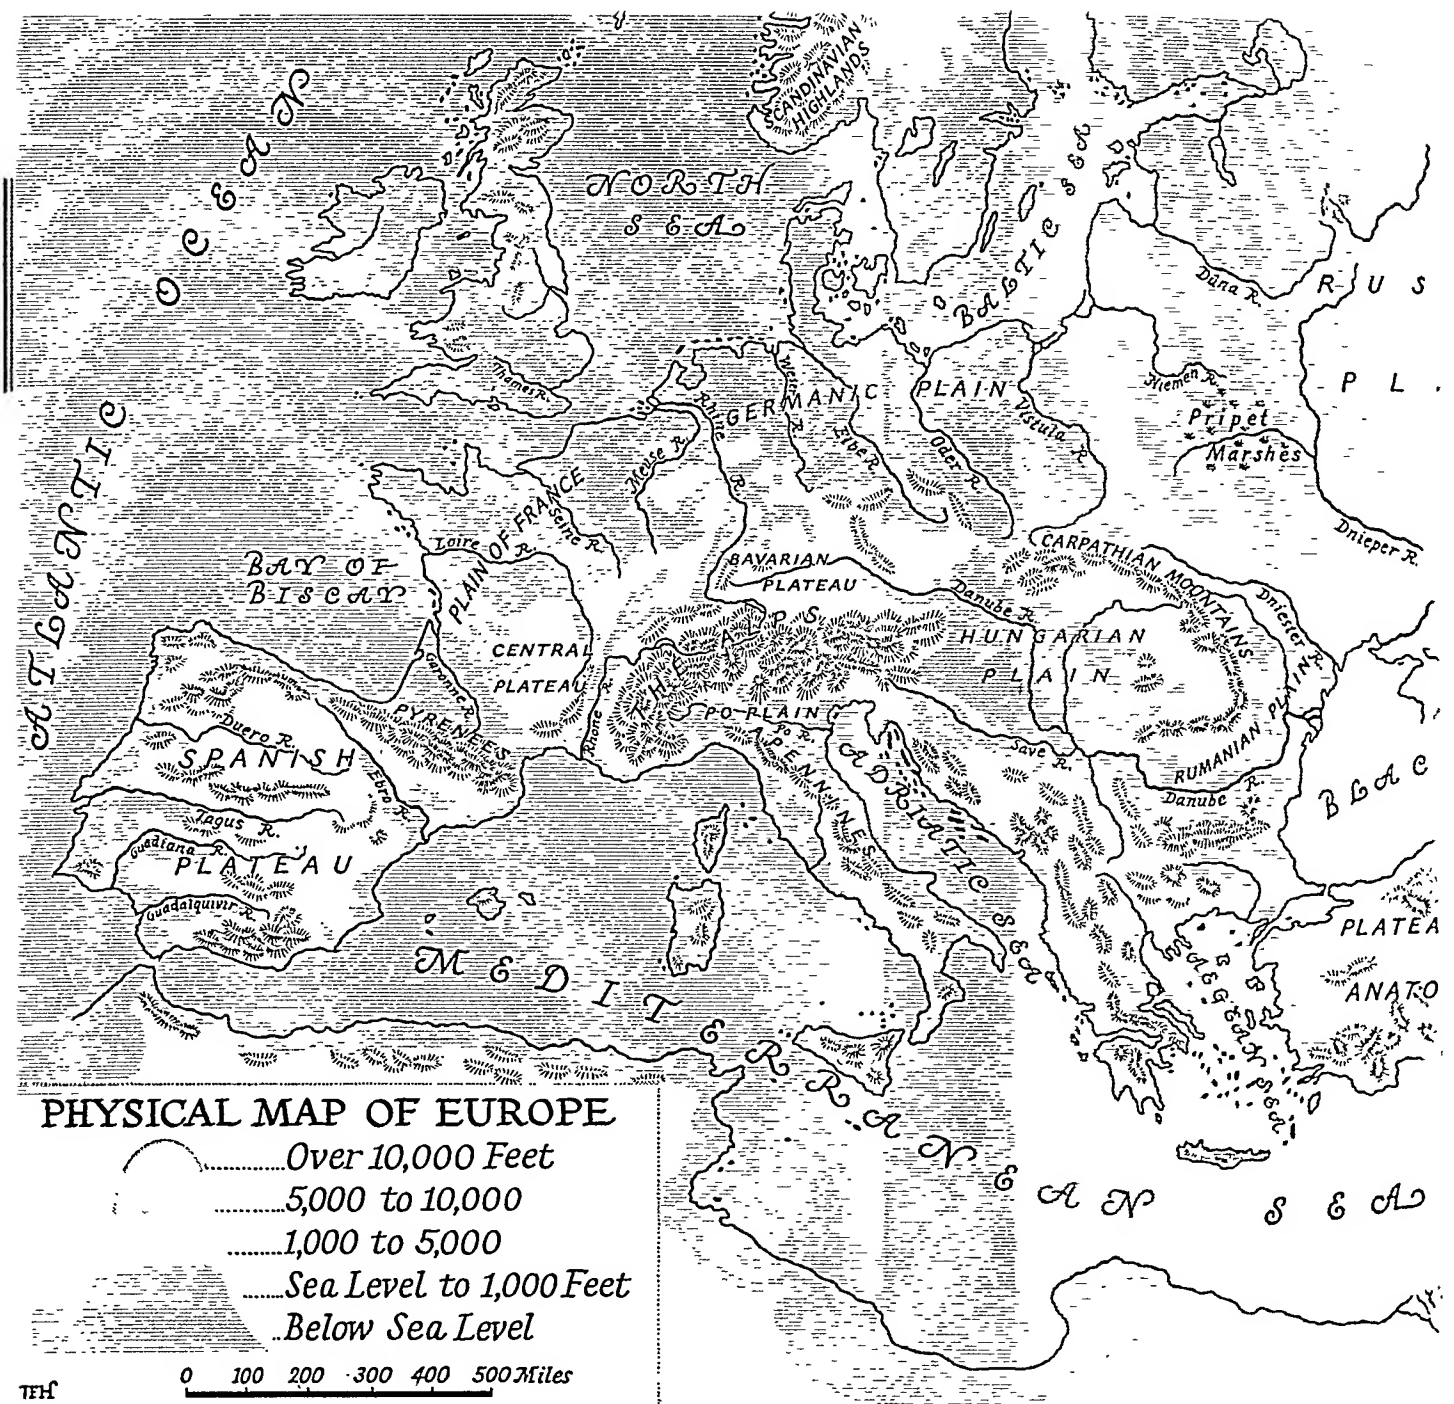 SCANDINAVIAN
HIGHLANDS
ATLANTIC OCEAN
NORTH
SEA
BALTIC SEA
Düna R.
RUS
PL.
Niemen R.
Pripet
Marshes
Thames R.
Rhine R.
Weser R.
GERMANIC PLAIN
Elbe R.
Oder R.
Vistula R.
Meuse R.
PLAIN OF FRANCE
Seine R.
Loire R.
Dnieper R.
BAY OF
BISCAY
BAVARIAN
PLATEAU
CARPATHIAN MOUNTAINS
Dniester R.
Danube R.
HUNGARIAN
PLAIN
THE ALPS
CENTRAL
PLATEAU
Garonne R.
Rhone R.
PYRENEES
PO PLAIN
Po R.
APENNINES
ADRIATIC SEA
Save R.
RUMANIAN PLAIN
Danube R.
BLAC
Duero R.
SPANISH
Ebro R.
Tagus R.
Guadiana R.
PLATEAU
Guadalquivir R.
PLATEA
ANATO
AEGEAN SEA
MEDITERRANEAN SEA
PHYSICAL MAP OF EUROPE
Over 10,000 Feet
5,000 to 10,000
1,000 to 5,000
Sea Level to 1,000 Feet
Below Sea Level
0 100 200 300 400 500 Miles
TFH